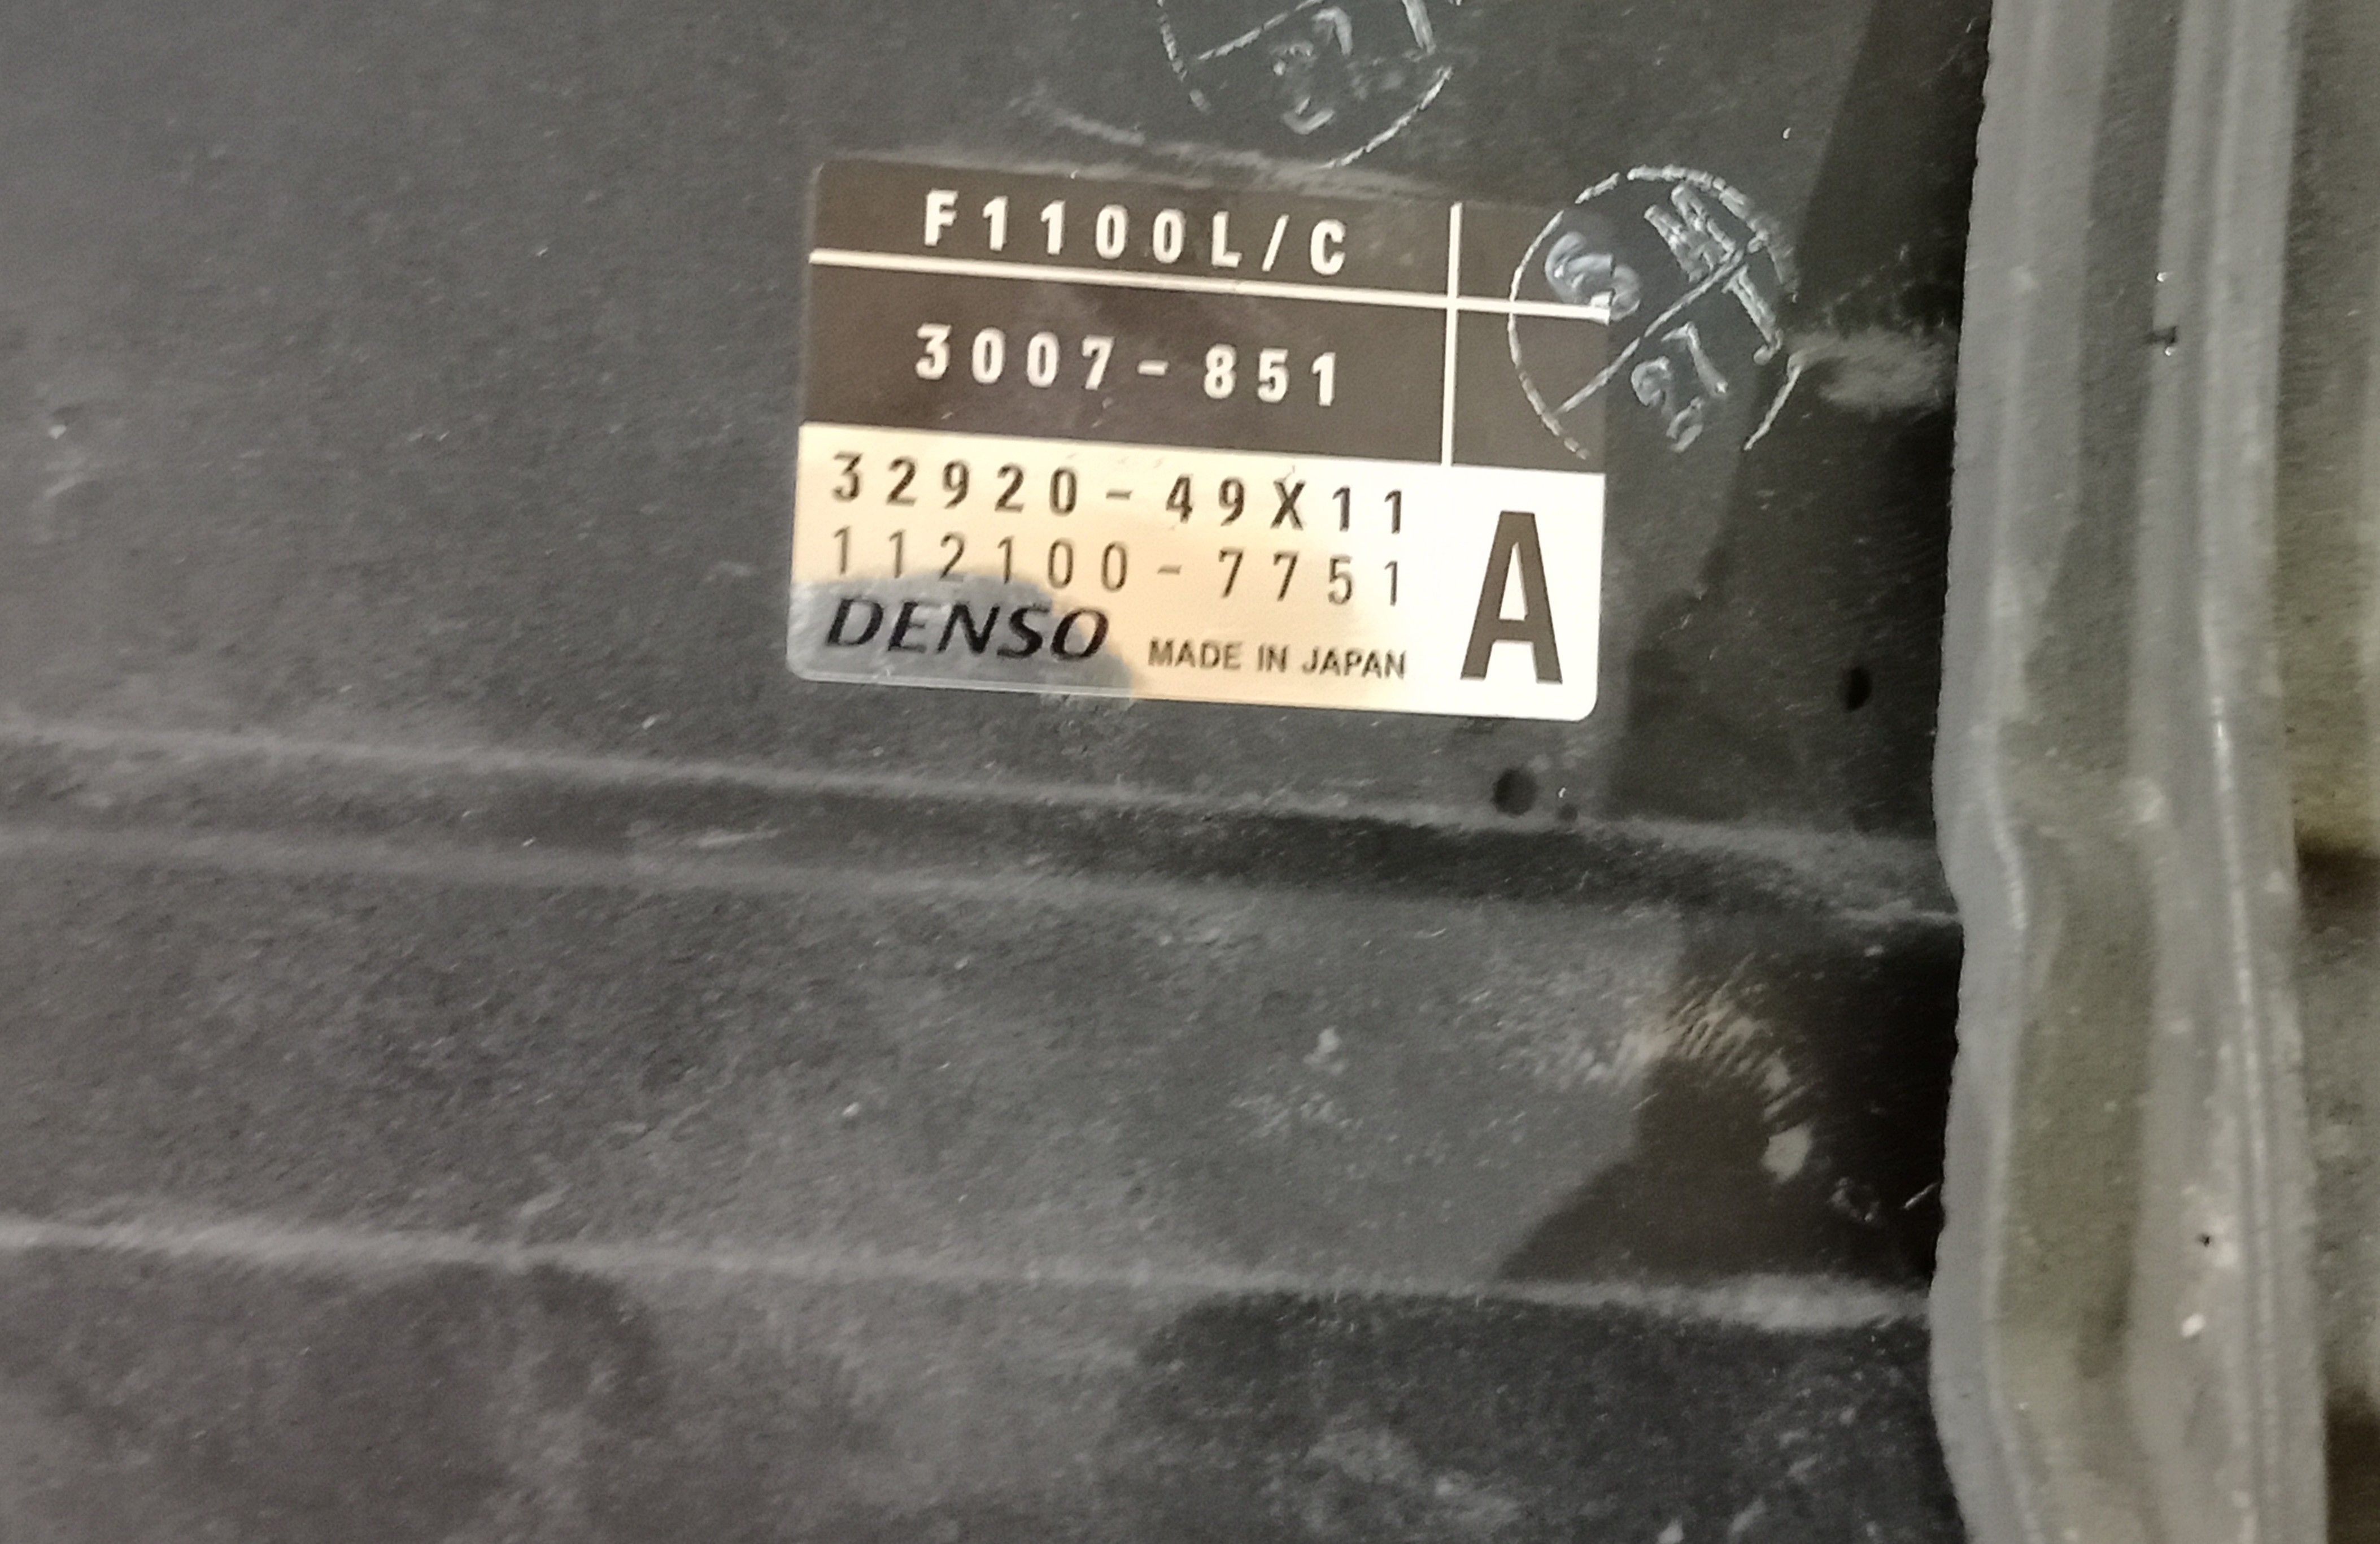 F1100L/C
3007-851
32920-49X11
112100-7751
A
DENSO MADE IN JAPAN